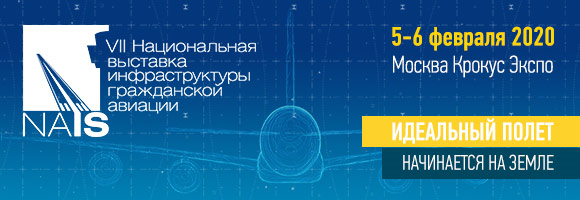 VII Национальная
выставка
инфраструктуры
гражданской
авиации
NAIS
5-6 февраля 2020
Москва Крокус Экспо
ИДЕАЛЬНЫЙ ПОЛЕТ
НАЧИНАЕТСЯ НА ЗЕМЛЕ